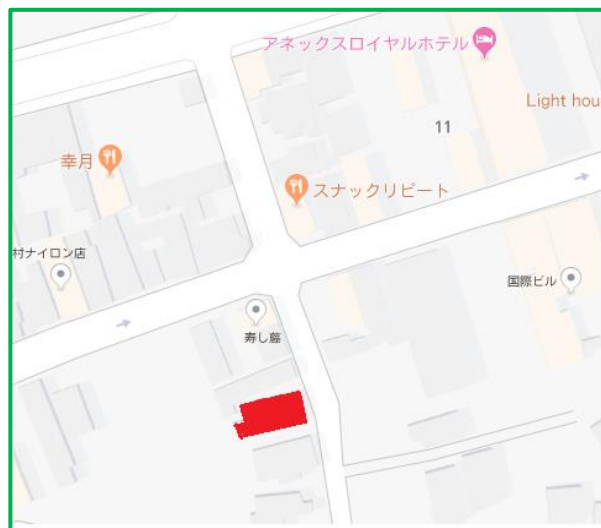 アネックスロイヤルホテル
Light hou
11
幸月
スナックリピート
村ナイロン店
国際ビル
寿し藤